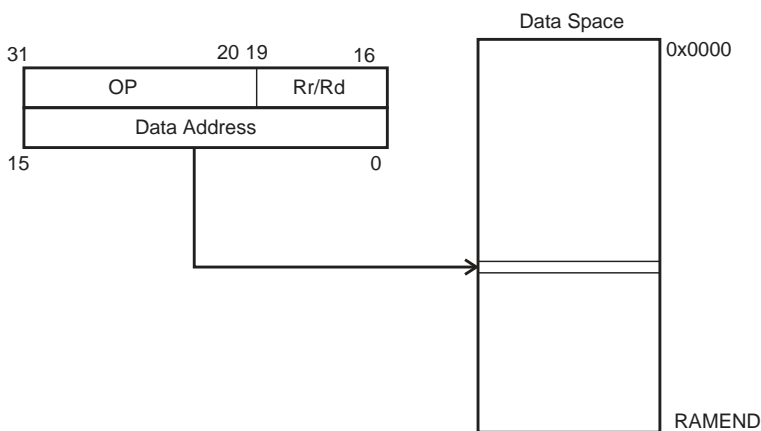 Data Space
0x0000
31 20 19 16
OP Rr/Rd
Data Address
15 0
RAMEND